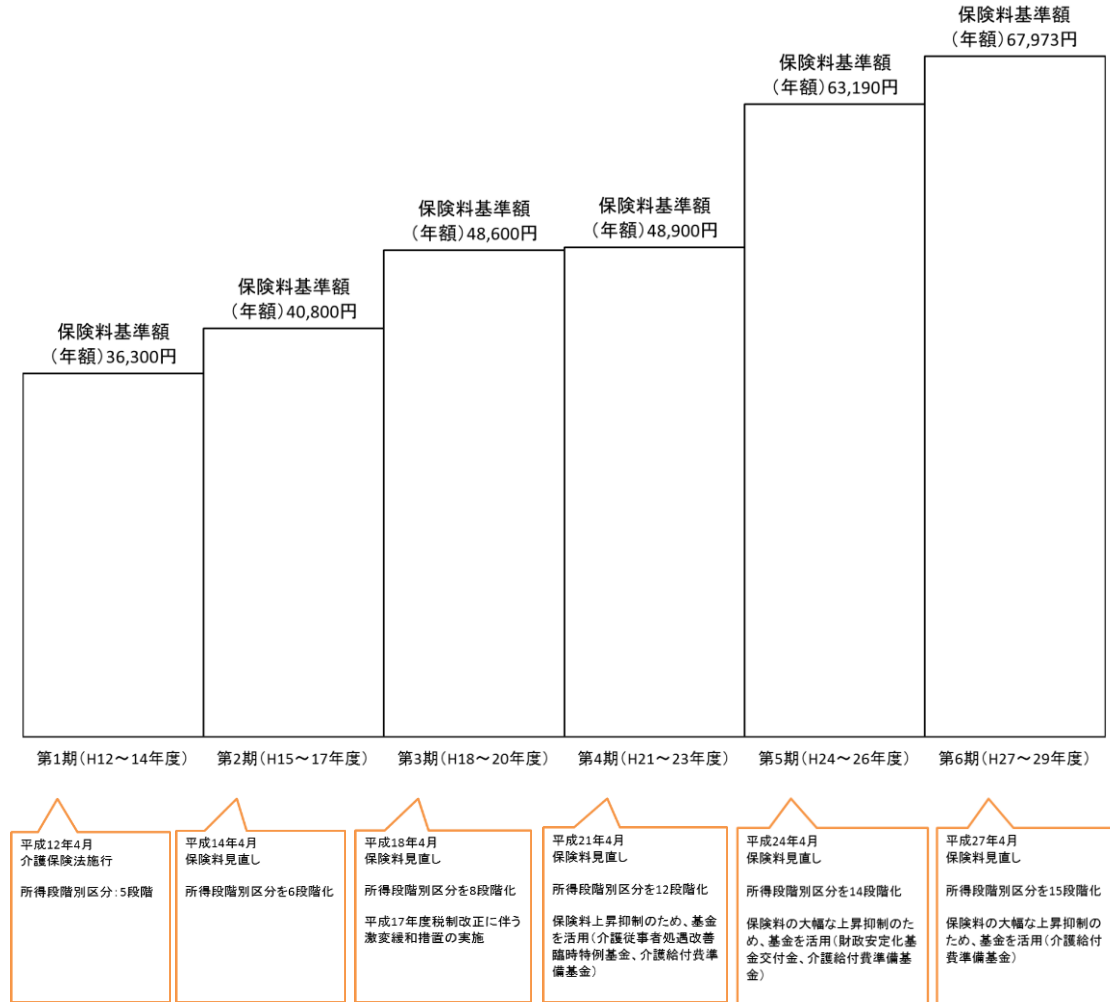 保険料基準額
（年額）36,300円
保険料基準額
（年額）40,800円
保険料基準額
（年額）48,600円
保険料基準額
（年額）48,900円
保険料基準額
（年額）63,190円
保険料基準額
（年額）67,973円
第1期（H12～14年度）
第2期（H15～17年度）
第3期（H18～20年度）
第4期（H21～23年度）
第5期（H24～26年度）
第6期（H27～29年度）
平成12年4月
介護保険法施行
所得段階別区分：5段階
平成14年4月
保険料見直し
所得段階別区分を6段階化
平成18年4月
保険料見直し
所得段階別区分を8段階化
平成17年度税制改正に伴う
激変緩和措置の実施
平成21年4月
保険料見直し
所得段階別区分を12段階化
保険料上昇抑制のため、基金
を活用（介護従事者処遇改善
臨時特例基金、介護給付費準
備基金）
平成24年4月
保険料見直し
所得段階別区分を14段階化
保険料の大幅な上昇抑制のた
め、基金を活用（財政安定化基
金交付金、介護給付費準備基
金）
平成27年4月
保険料見直し
所得段階別区分を15段階化
保険料の大幅な上昇抑制の
ため、基金を活用（介護給付
費準備基金）